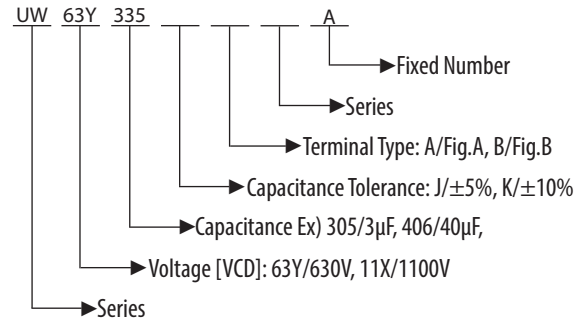 UW 63Y 335 A
Fixed Number
Series
Terminal Type: A/Fig.A, B/Fig.B
Capacitance Tolerance: J/±5%, K/±10%
Capacitance Ex) 305/3µF, 406/40µF,
Voltage [VCD]: 63Y/630V, 11X/1100V
Series